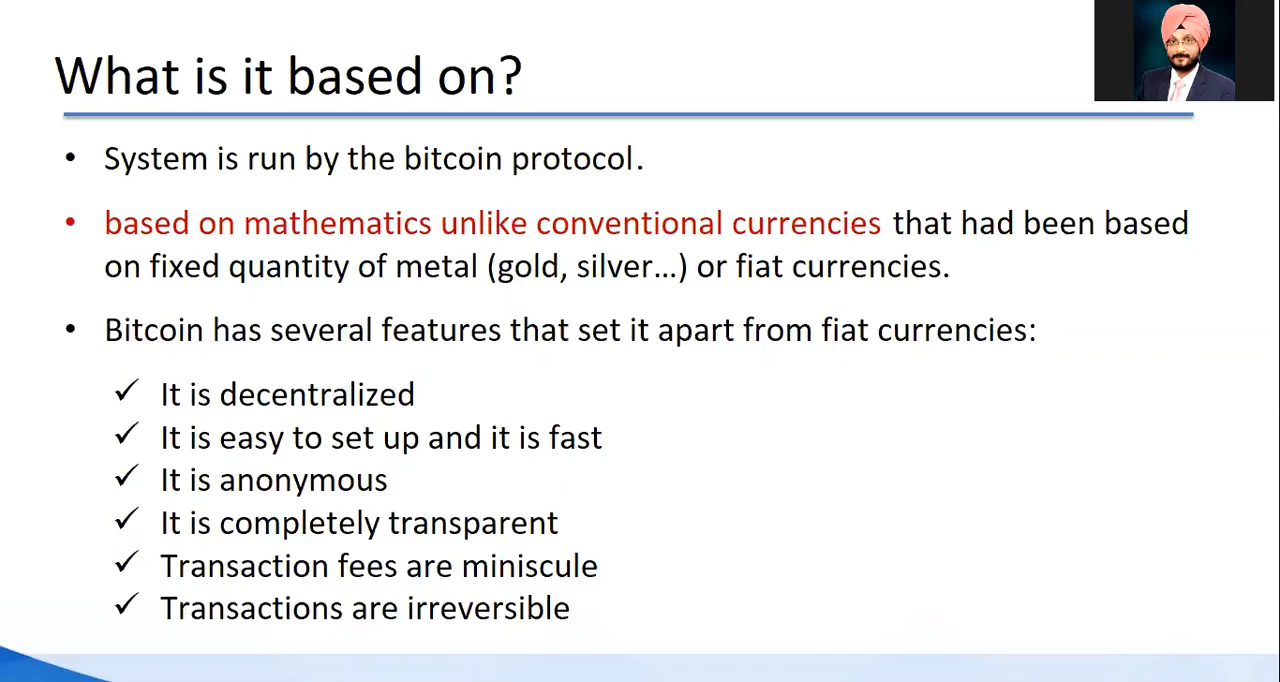 What is it based on?
• System is run by the bitcoin protocol.
• based on mathematics unlike conventional currencies that had been based
on fixed quantity of metal (gold, silver...) or fiat currencies.
• Bitcoin has several features that set it apart from fiat currencies:
✓ It is decentralized
✓ It is easy to set up and it is fast
✓ It is anonymous
✓ It is completely transparent
✓ Transaction fees are miniscule
✓ Transactions are irreversible